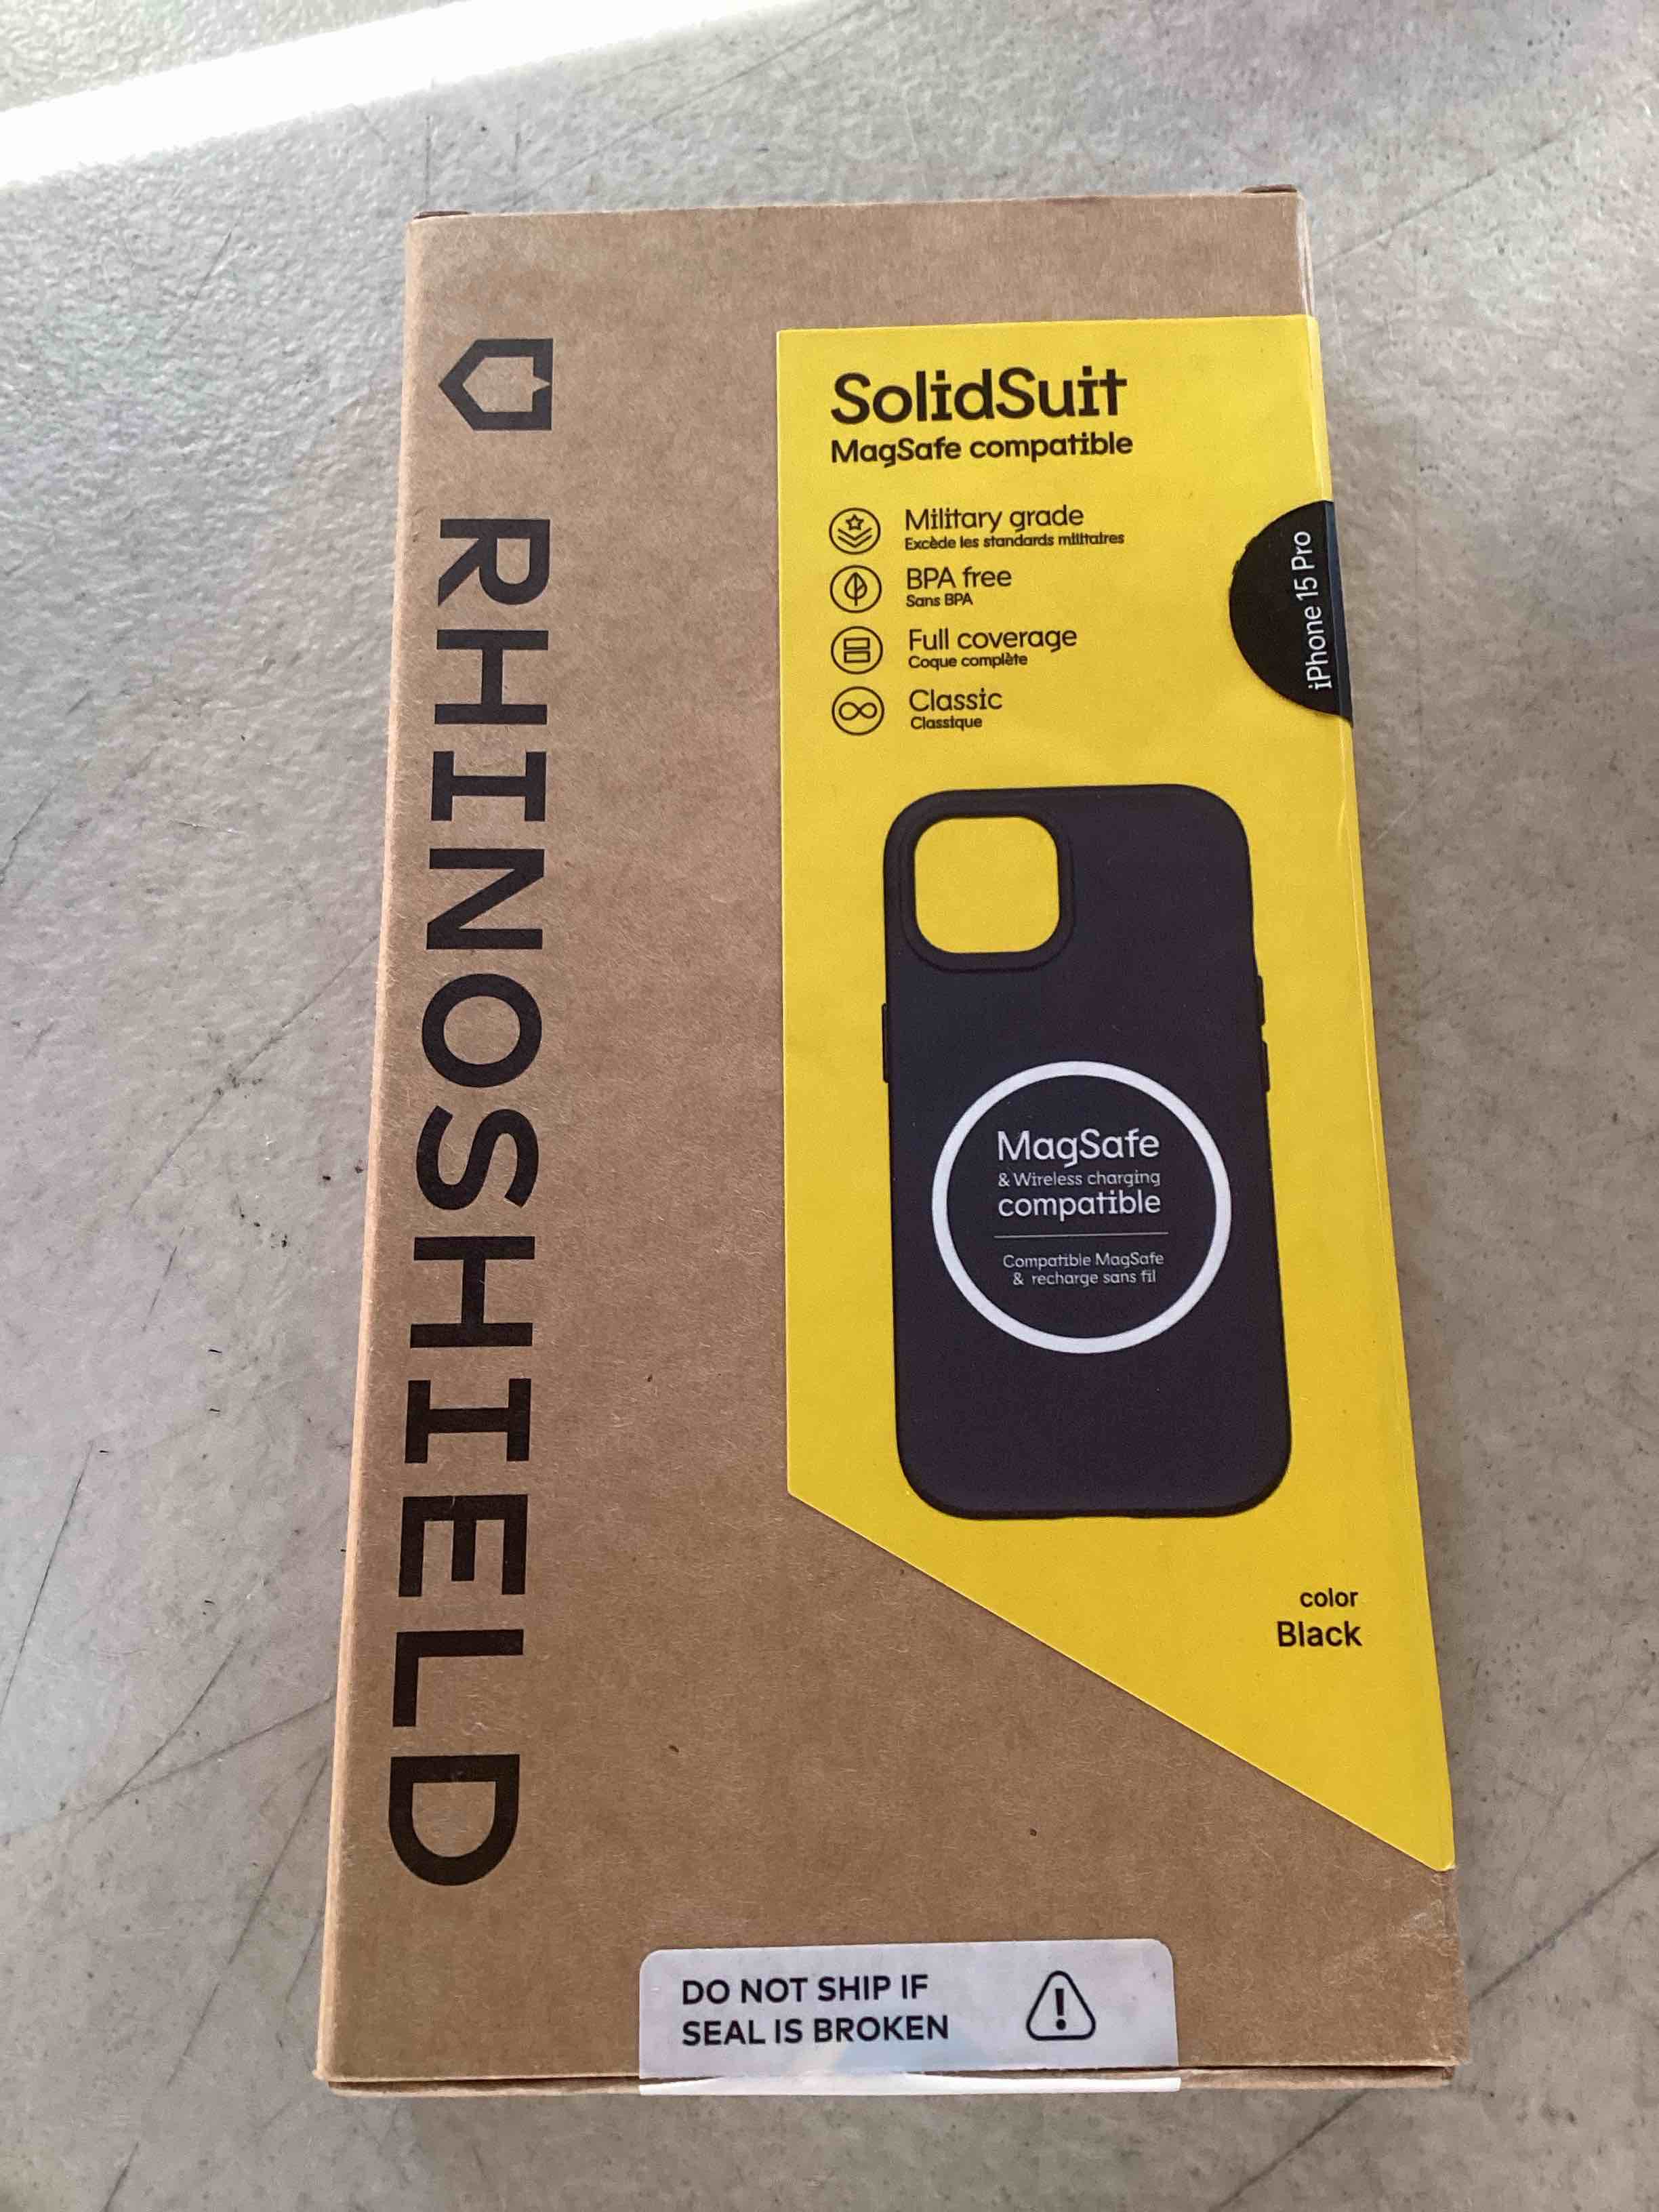 RHINOSHIELD
SolidSuit
MagSafe compatible
Military grade
Excède les standards militaires
BPA free
Sans BPA
Full coverage
Coque complète
Classic
Classique
iPhone 15 Pro
MagSafe
& Wireless charging
compatible
Compatible MagSafe
& recharge sans fil
color
Black
DO NOT SHIP IF
SEAL IS BROKEN